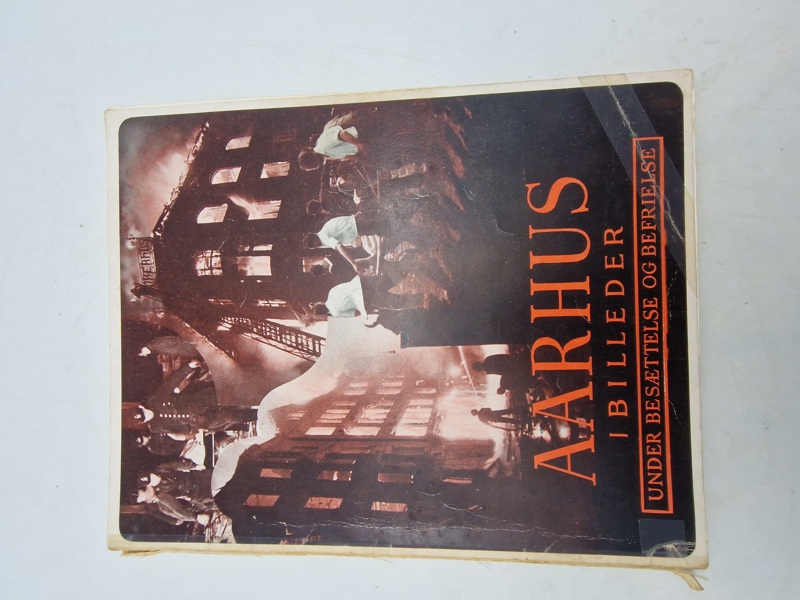 AARHUS
I BILLEDER
UNDER BESÆTTELSE OG BEFRIELSE